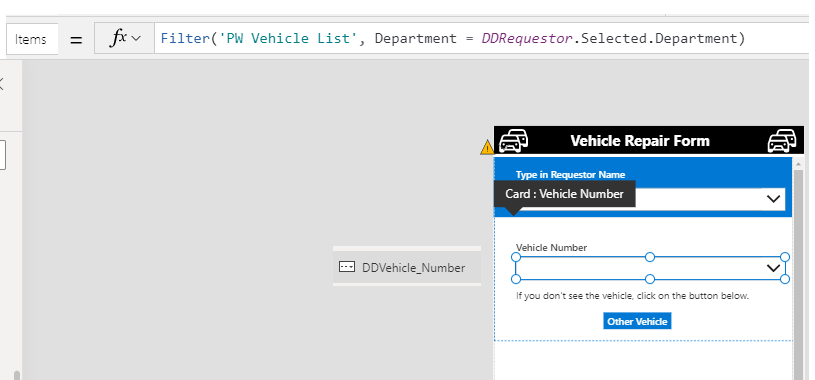 Items = fx Filter('PW Vehicle List', Department = DDRequestor.Selected.Department)
Vehicle Repair Form
Type in Requestor Name
Card : Vehicle Number
Vehicle Number
DDVehicle_Number
If you don't see the vehicle, click on the button below.
Other Vehicle